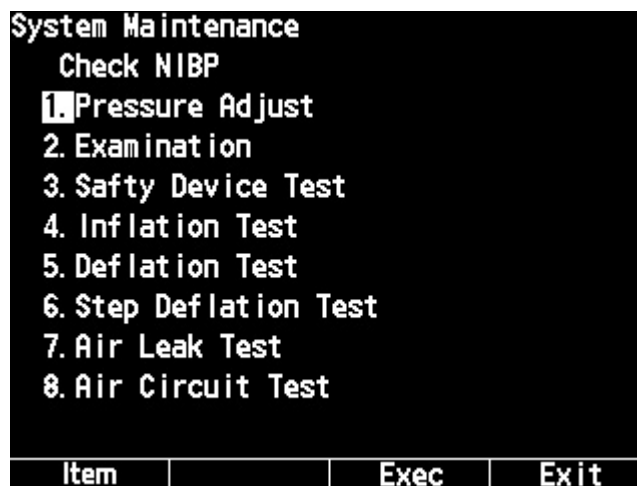 System Maintenance
Check NIBP
1. Pressure Adjust
2. Examination
3. Safty Device Test
4. Inflation Test
5. Deflation Test
6. Step Deflation Test
7. Air Leak Test
8. Air Circuit Test
Item Exec Exit